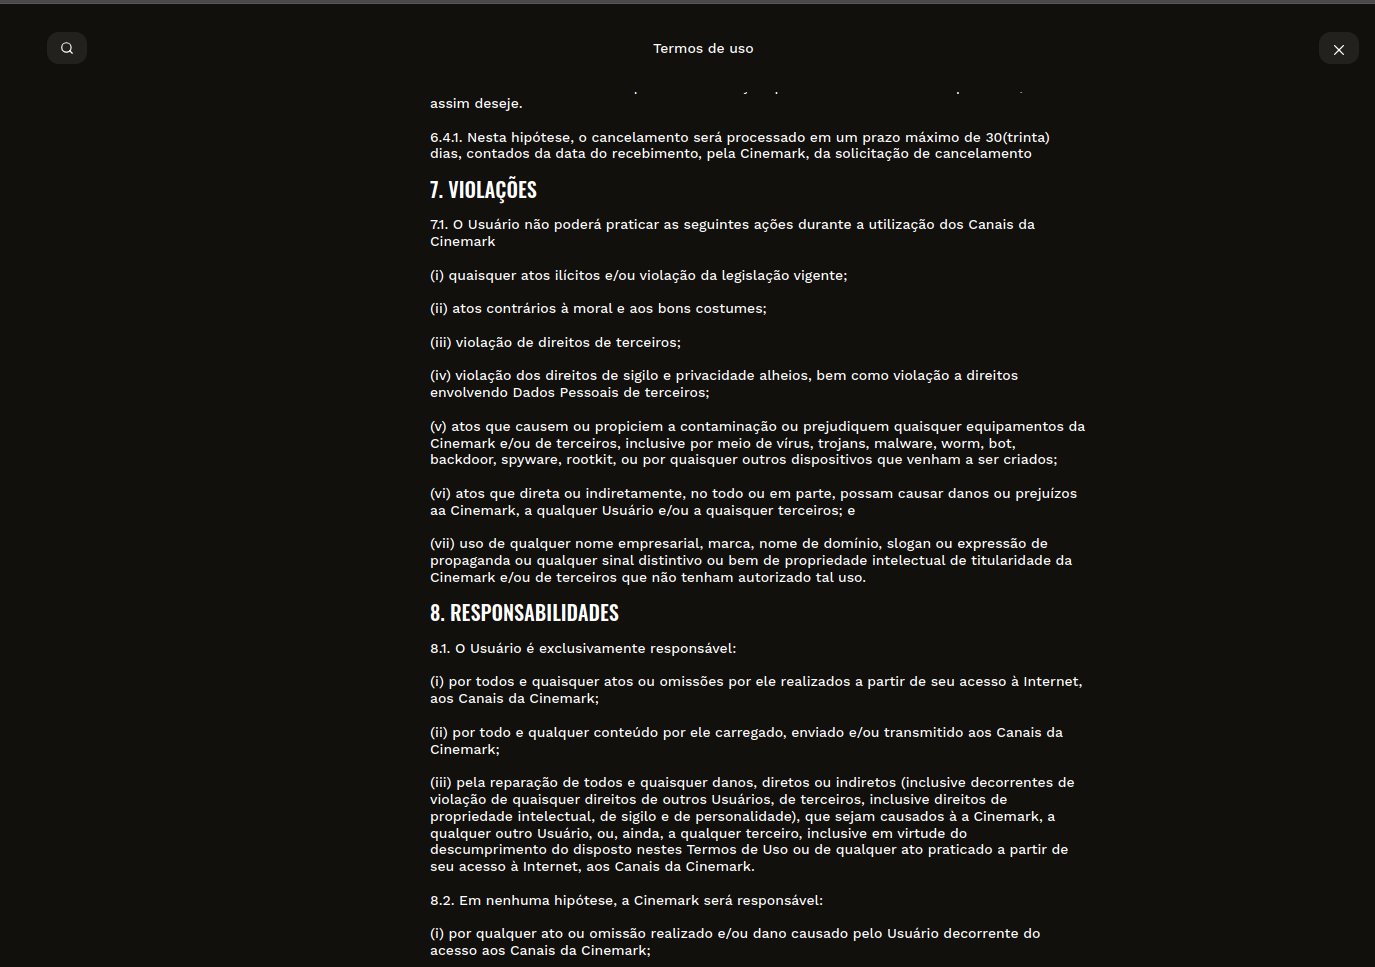 Termos de uso
assim deseje.
6.4.1. Nesta hipótese, o cancelamento será processado em um prazo máximo de 30(trinta)
dias, contados da data do recebimento, pela Cinemark, da solicitação de cancelamento
7. VIOLAÇÕES
7.1. O Usuário não poderá praticar as seguintes ações durante a utilização dos Canais da
Cinemark
(i) quaisquer atos ilícitos e/ou violação da legislação vigente;
(ii) atos contrários à moral e aos bons costumes;
(iii) violação de direitos de terceiros;
(iv) violação dos direitos de sigilo e privacidade alheios, bem como violação a direitos
envolvendo Dados Pessoais de terceiros;
(v) atos que causem ou propiciem a contaminação ou prejudiquem quaisquer equipamentos da
Cinemark e/ou de terceiros, inclusive por meio de vírus, trojans, malware, worm, bot,
backdoor, spyware, rootkit, ou por quaisquer outros dispositivos que venham a ser criados;
(vi) atos que direta ou indiretamente, no todo ou em parte, possam causar danos ou prejuízos
aa Cinemark, a qualquer Usuário e/ou a quaisquer terceiros; e
(vii) uso de qualquer nome empresarial, marca, nome de domínio, slogan ou expressão de
propaganda ou qualquer sinal distintivo ou bem de propriedade intelectual de titularidade da
Cinemark e/ou de terceiros que não tenham autorizado tal uso.
8. RESPONSABILIDADES
8.1. O Usuário é exclusivamente responsável:
(i) por todos e quaisquer atos ou omissões por ele realizados a partir de seu acesso à Internet,
aos Canais da Cinemark;
(ii) por todo e qualquer conteúdo por ele carregado, enviado e/ou transmitido aos Canais da
Cinemark;
(iii) pela reparação de todos e quaisquer danos, diretos ou indiretos (inclusive decorrentes de
violação de quaisquer direitos de outros Usuários, de terceiros, inclusive direitos de
propriedade intelectual, de sigilo e de personalidade), que sejam causados à a Cinemark, a
qualquer outro Usuário, ou, ainda, a qualquer terceiro, inclusive em virtude do
descumprimento do disposto nestes Termos de Uso ou de qualquer ato praticado a partir de
seu acesso à Internet, aos Canais da Cinemark.
8.2. Em nenhuma hipótese, a Cinemark será responsável:
(i) por qualquer ato ou omissão realizado e/ou dano causado pelo Usuário decorrente do
acesso aos Canais da Cinemark;